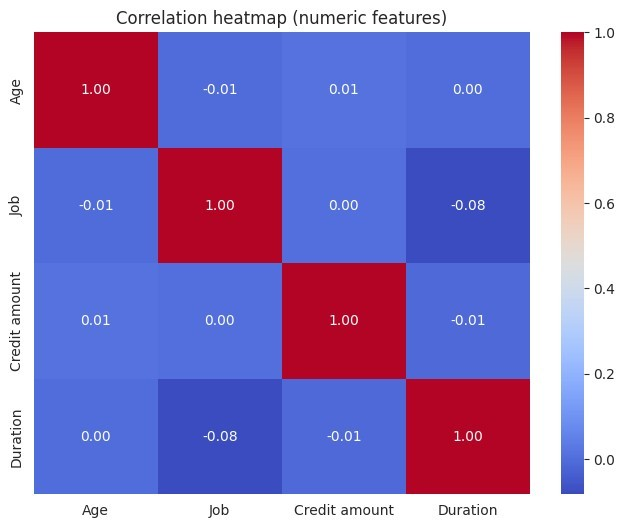 Correlation heatmap (numeric features)
Age
1.00 -0.01 0.01 0.00
Job
-0.01 1.00 0.00 -0.08
Credit amount
0.01 0.00 1.00 -0.01
Duration
0.00 -0.08 -0.01 1.00
Age Job Credit amount Duration
1.0
0.8
0.6
0.4
0.2
0.0